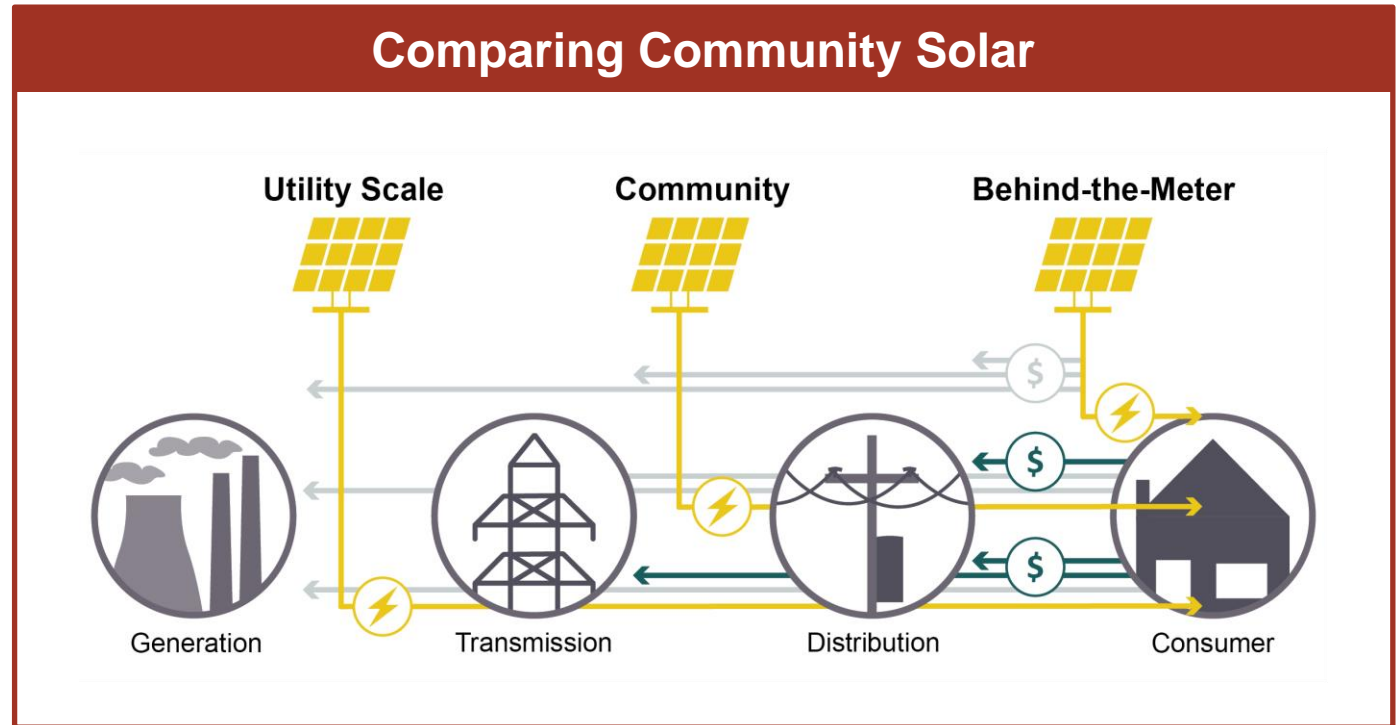 Comparing Community Solar
Utility Scale
Community
Behind-the-Meter
$
$
$
Generation
Transmission
Distribution
Consumer